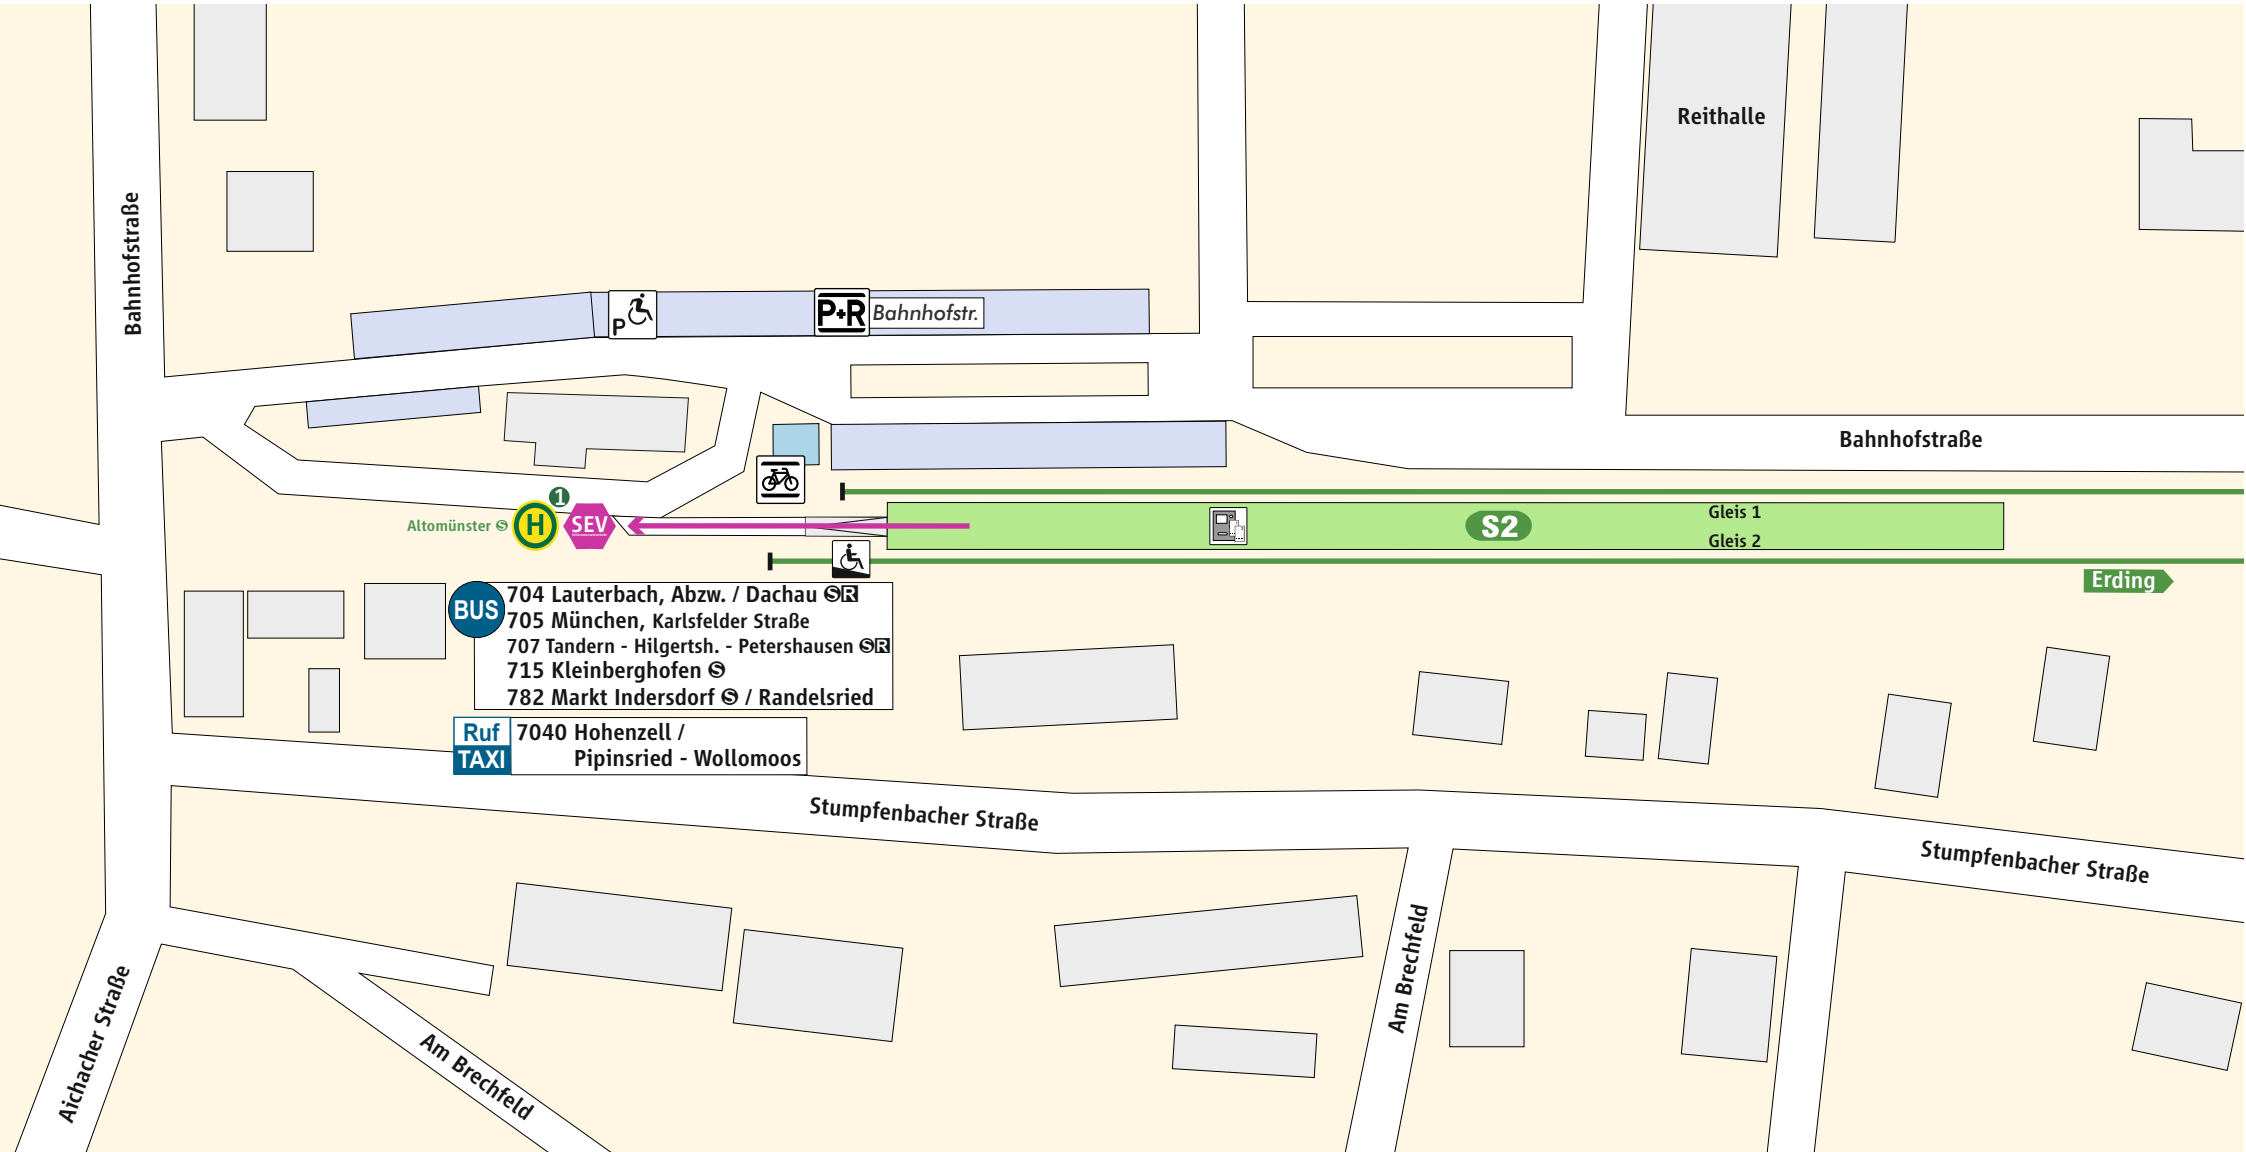 Reithalle
Bahnhofstraße
P
P+R Bahnhofstr.
Bahnhofstraße
1
Altomünster S H SEV
Gleis 1
S2
Gleis 2
Erding
BUS
704 Lauterbach, Abzw. / Dachau S R
705 München, Karlsfelder Straße
707 Tandern - Hilgertsh. - Petershausen S R
715 Kleinberghofen S
782 Markt Indersdorf S / Randelsried
Ruf TAXI
7040 Hohenzell /
Pipinsried - Wollomoos
Stumpfenbacher Straße
Stumpfenbacher Straße
Am Brechfeld
Aichacher Straße
Am Brechfeld